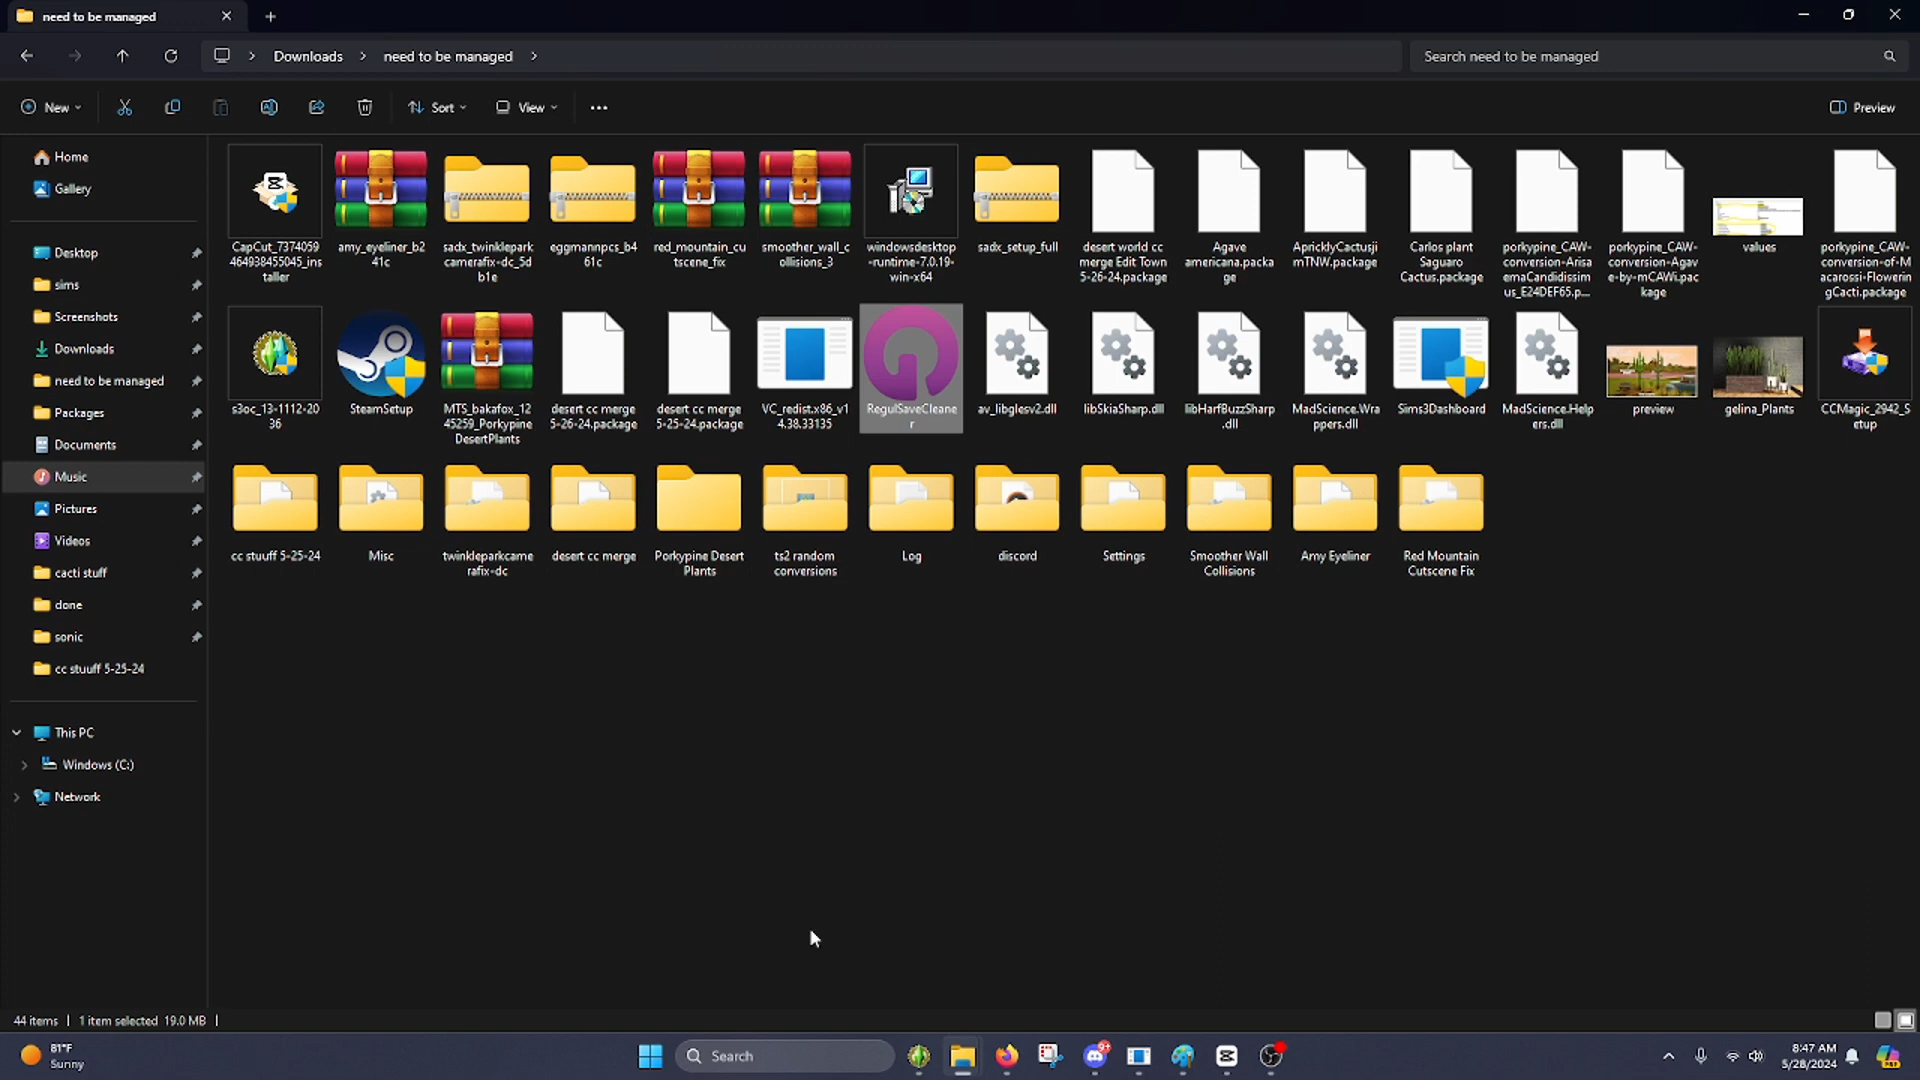 need to be managed
Downloads
need to be managed
Search need to be managed
New
Sort
View
Preview
Home
Gallery
Desktop
sims
Screenshots
Downloads
need to be managed
Packages
Documents
Music
Pictures
Videos
cacti stuff
done
sonic
cc stuuff 5-25-24
This PC
Windows (C:)
Network
CapCut_7374059
464938455045_ins
taller
amy_eyeliner_b2
41c
sadx_twinklepark
camerafix-dc_5d
b1e
eggmannpcs_b4
61c
red_mountain_cu
tscene_fix
smoother_wall_c
ollisions_3
windowsdesktop
-runtime-7.0.19-
win-x64
sadx_setup_full
desert world cc
merge Edit Town
5-26-24.package
Agave
americana.packa
ge
ApricklyCactusji
mTNW.package
Carlos plant
Saguaro
Cactus.package
porkypine_CAW-
conversion-Arisa
emaCandidissim
us_E24DEF65.p...
porkypine_CAW-
conversion-Agav
e-by-mCAWi.pac
kage
values
porkypine_CAW-
conversion-of-M
acarossi-Flowerin
gCacti.package
s3oc_13-1112-20
36
SteamSetup
MTS_bakafox_12
45259_Porkypine
DesertPlants
desert cc merge
5-26-24.package
desert cc merge
5-25-24.package
VC_redist.x86_v1
4.38.33135
RegulSaveCleane
r
av_libglesv2.dll
libSkiaSharp.dll
libHarfBuzzSharp
.dll
MadScience.Wra
ppers.dll
Sims3Dashboard
MadScience.Help
ers.dll
preview
gelina_Plants
CCMagic_2942_S
etup
cc stuuff 5-25-24
Misc
twinkleparkcame
rafix-dc
desert cc merge
Porkypine Desert
Plants
ts2 random
conversions
Log
discord
Settings
Smoother Wall
Collisions
Amy Eyeliner
Red Mountain
Cutscene Fix
44 items
1 item selected 19.0 MB
81°F
Sunny
Search
9+
8:47 AM
5/28/2024